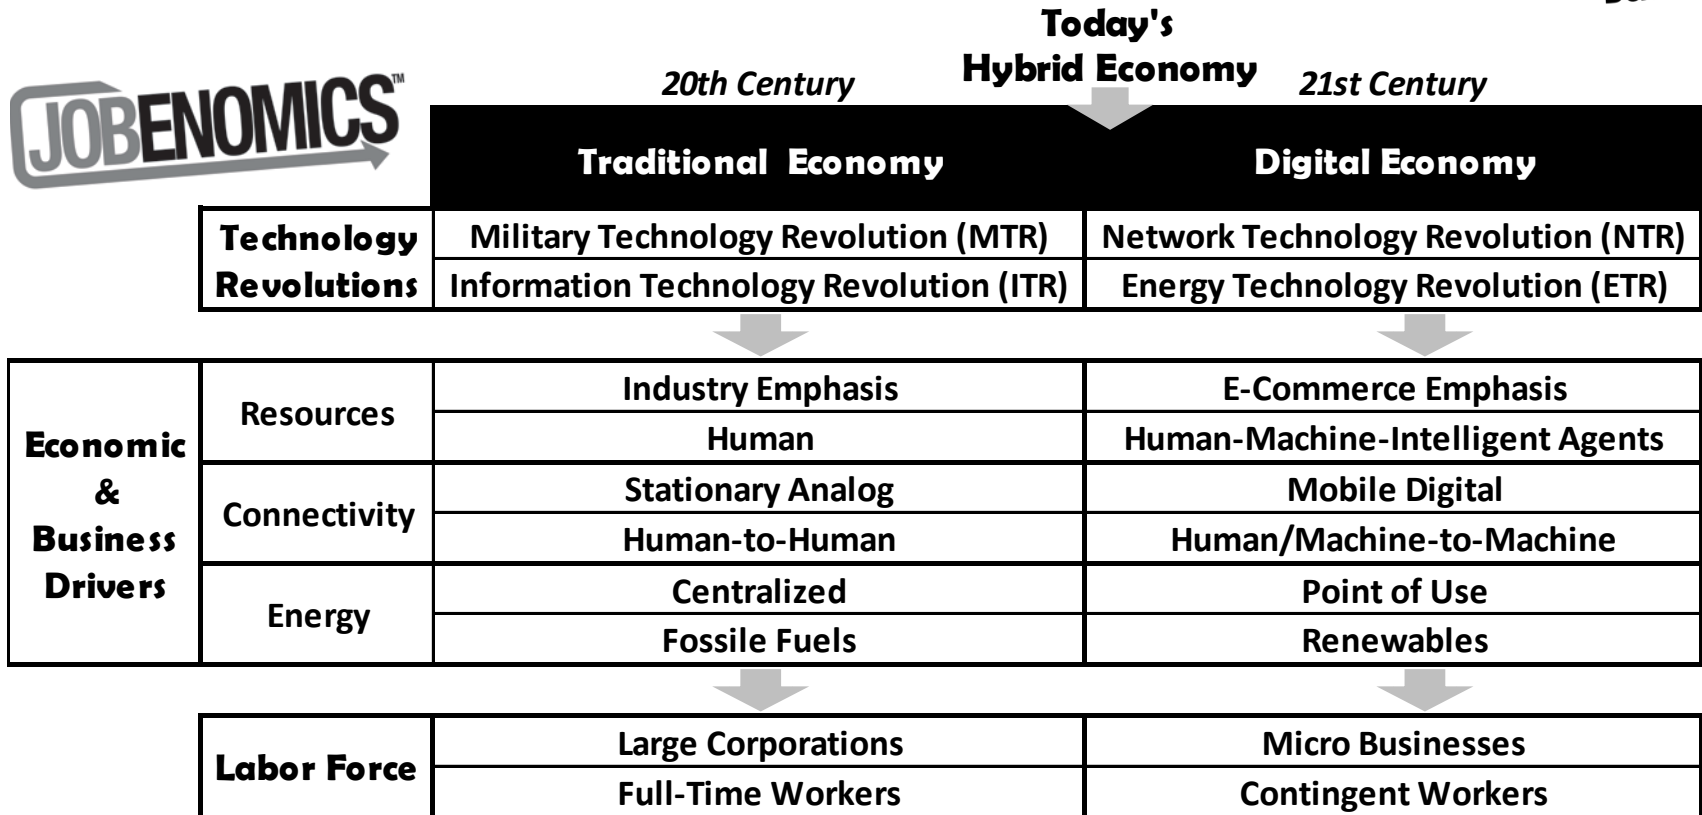 Today's
Hybrid Economy
20th Century
21st Century
JOBENOMICS™
Traditional Economy
Digital Economy
Technology
Revolutions
Military Technology Revolution (MTR)
Network Technology Revolution (NTR)
Information Technology Revolution (ITR)
Energy Technology Revolution (ETR)
Economic
&
Business
Drivers
Resources
Industry Emphasis
E-Commerce Emphasis
Human
Human-Machine-Intelligent Agents
Connectivity
Stationary Analog
Mobile Digital
Human-to-Human
Human/Machine-to-Machine
Energy
Centralized
Point of Use
Fossile Fuels
Renewables
Labor Force
Large Corporations
Micro Businesses
Full-Time Workers
Contingent Workers